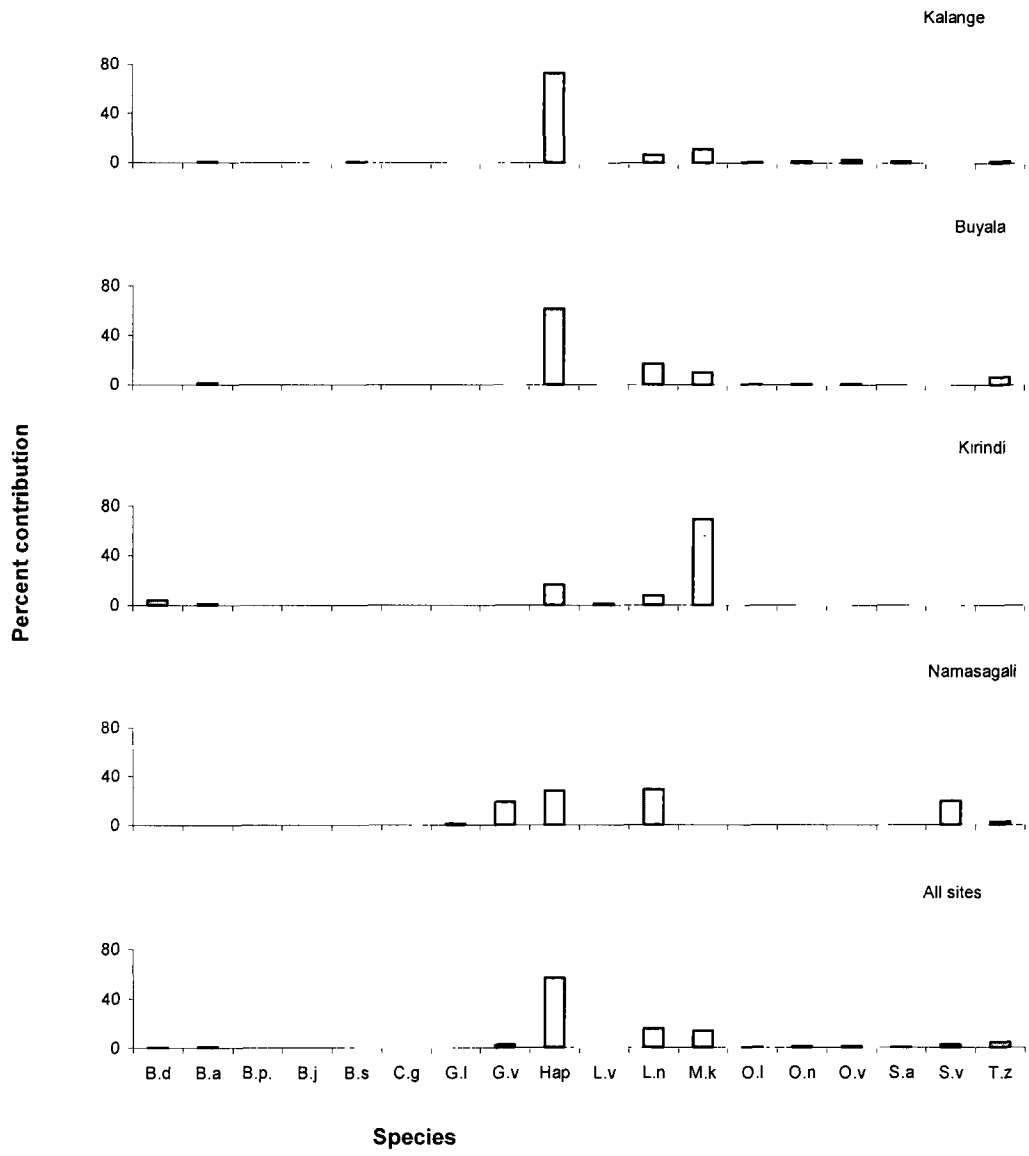 Kalange
80
40
0
Buyala
80
40
0
Kirindi
80
40
0
Namasagali
80
40
0
All sites
80
40
0
Percent contribution
B.d B.a B.p. B.j B.s C.g G.l G.v Hap L.v L.n M.k O.l O.n O.v S.a S.v T.z
Species